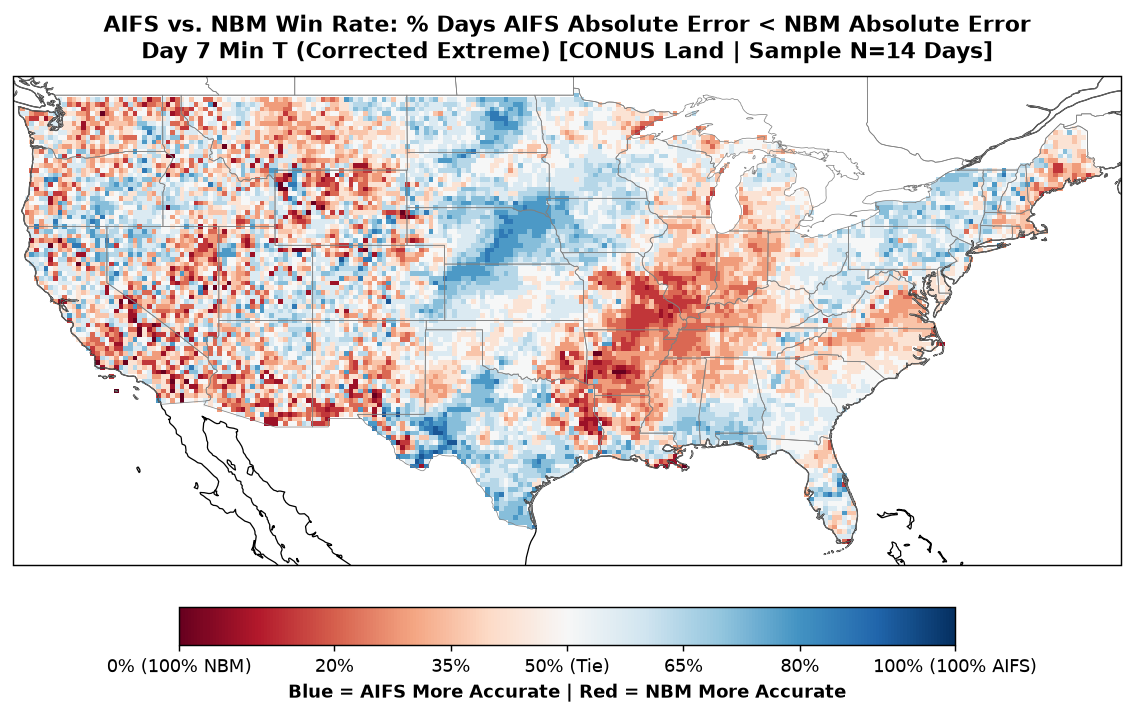 AIFS vs. NBM Win Rate: % Days AIFS Absolute Error < NBM Absolute Error
Day 7 Min T (Corrected Extreme) [CONUS Land | Sample N=14 Days]
0% (100% NBM) 20% 35% 50% (Tie) 65% 80% 100% (100% AIFS)
Blue = AIFS More Accurate | Red = NBM More Accurate